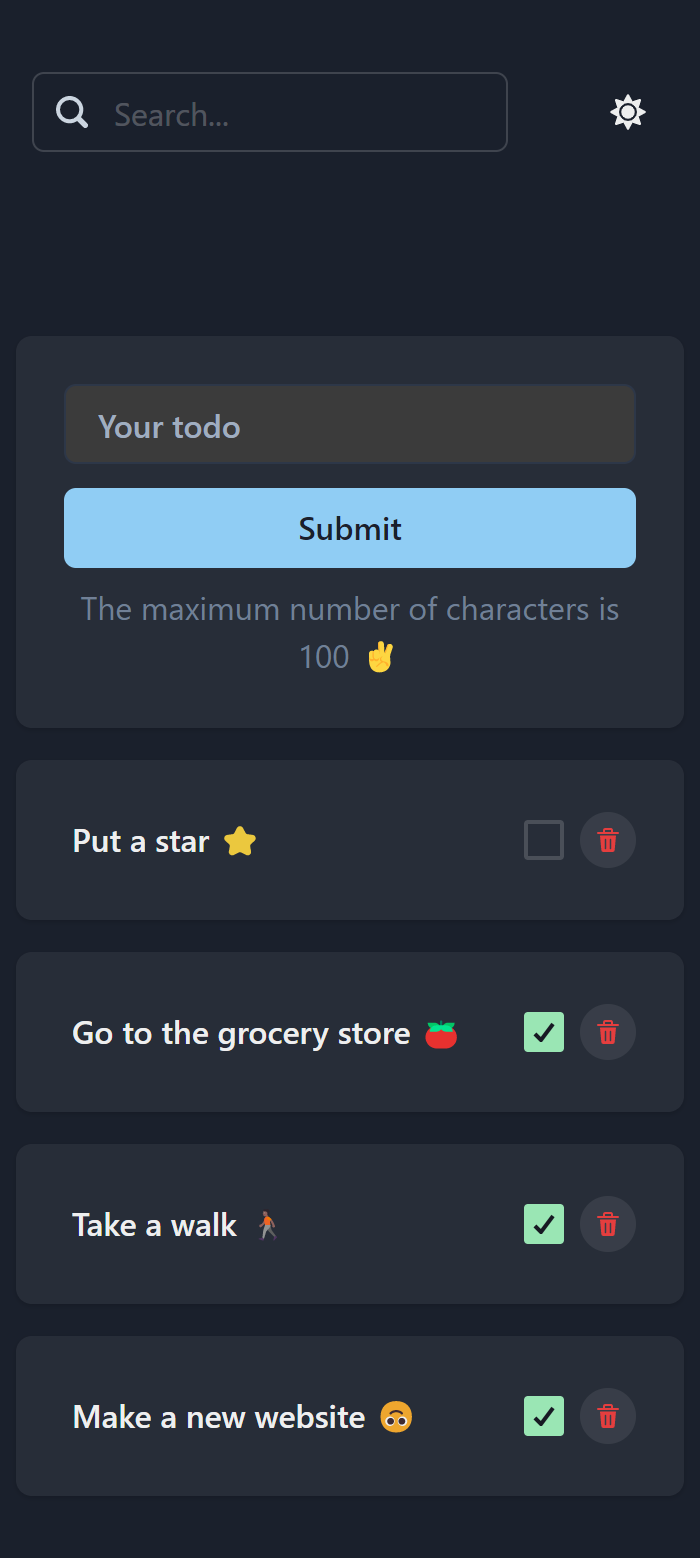 Search...
Your todo
Submit
The maximum number of characters is
100 ✌️
Put a star ⭐
Go to the grocery store 🍅
Take a walk 🚶🏾
Make a new website 🙃